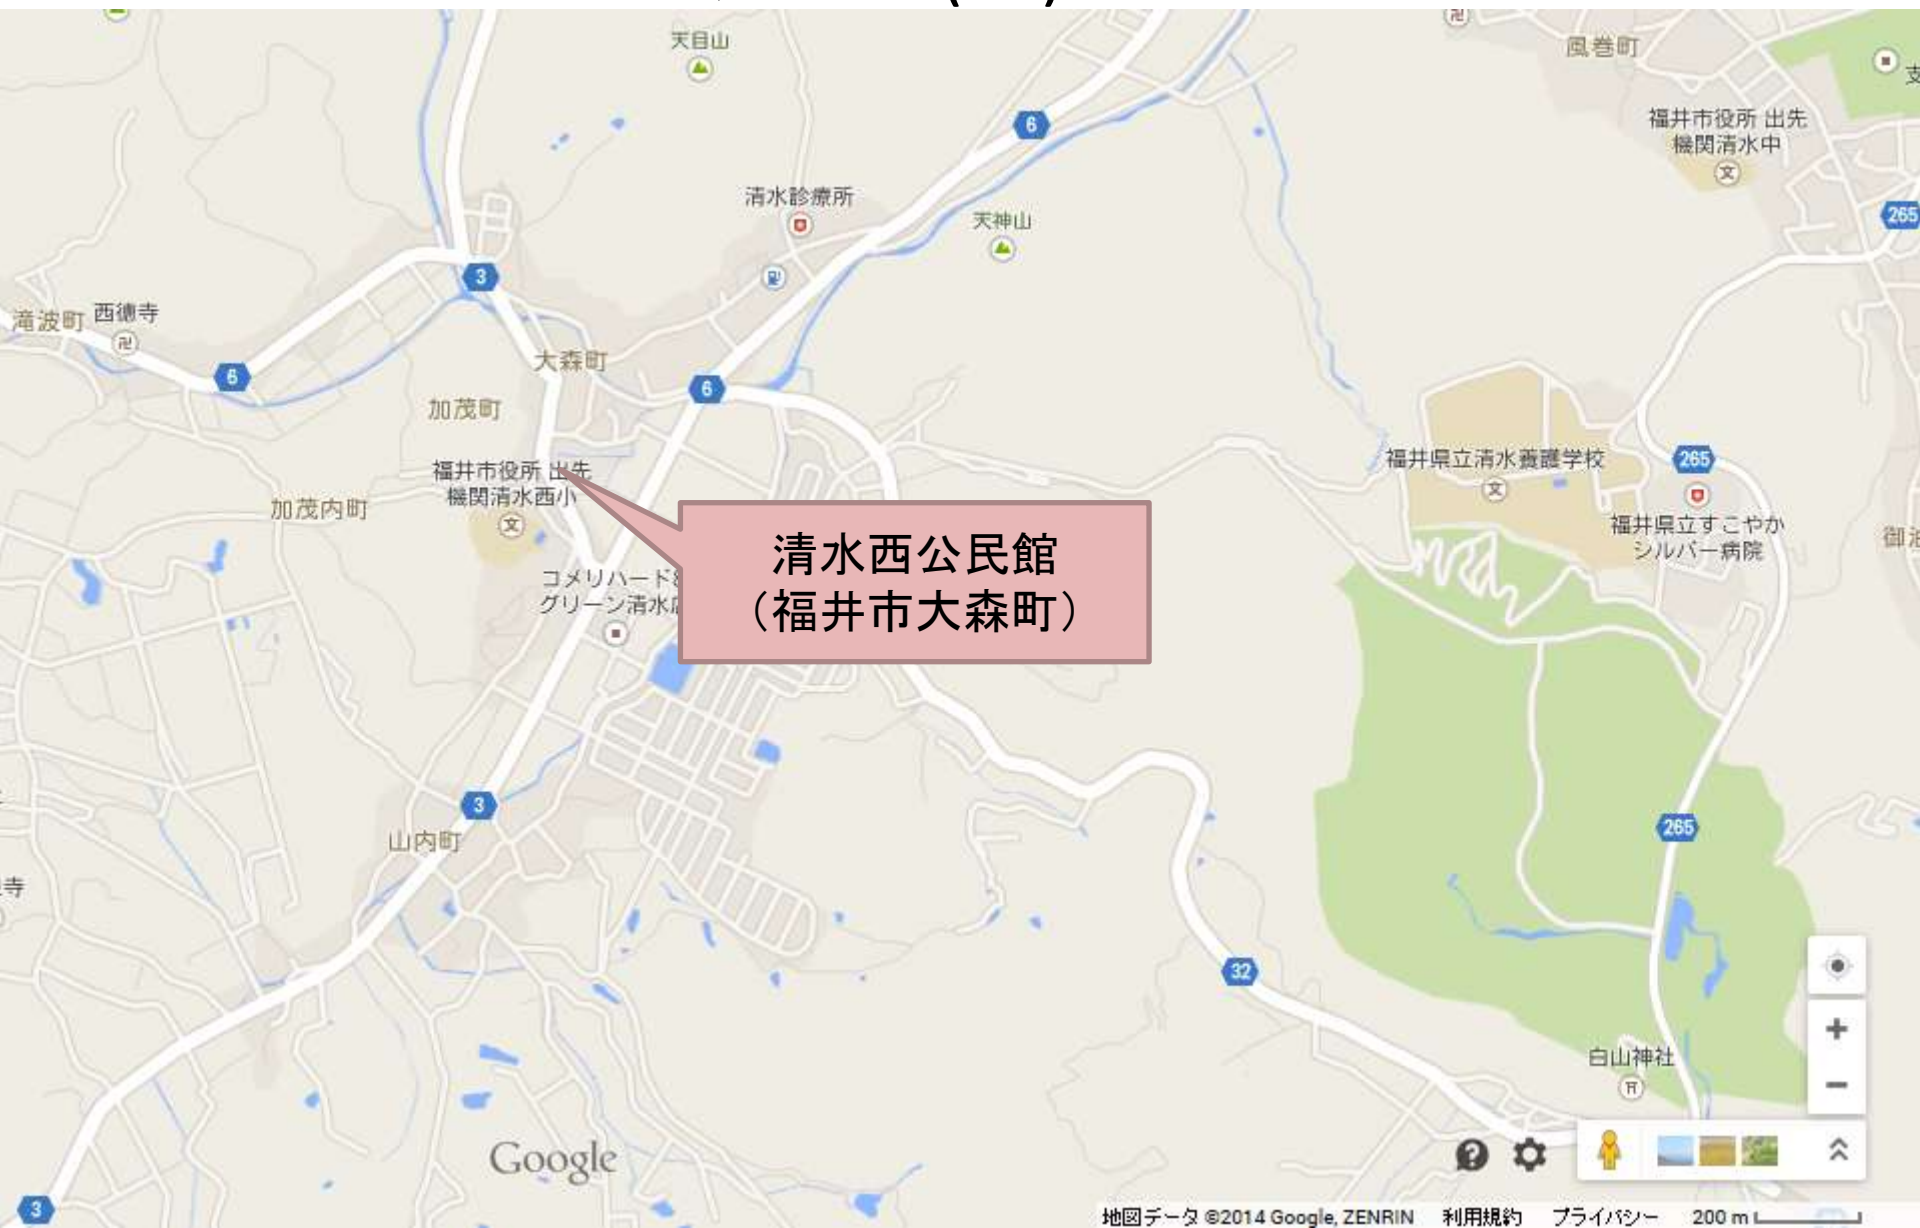 天目山
風巻町
6
福井市役所 出先
機関清水中
清水診療所
265
天神山
3
滝波町
西徳寺
大森町
6
6
加茂町
福井市役所 出先
機関清水西小
福井県立清水養護学校
265
加茂内町
清水西公民館
（福井市大森町）
福井県立すこやか
シルバー病院
コメリハード&
グリーン清水店
3
山内町
265
寺
32
白山神社
Google
3
地図データ ©2014 Google, ZENRIN 利用規約 プライバシー 200 m